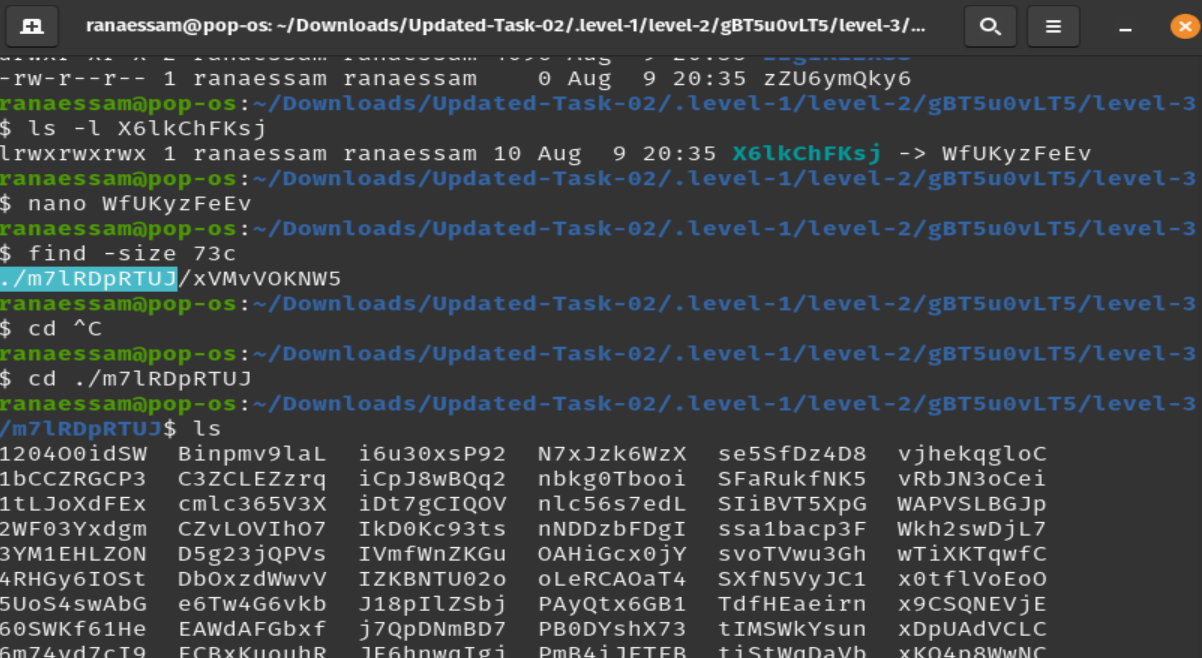 ranaessam@pop-os: ~/Downloads/Updated-Task-02/.level-1/level-2/gBT5u0vLT5/level-3/...
-rw-r--r-- 1 ranaessam ranaessam    0 Aug  9 20:35 zZU6ymQky6
ranaessam@pop-os:~/Downloads/Updated-Task-02/.level-1/level-2/gBT5u0vLT5/level-3
$ ls -l X6lkChFKsj
lrwxrwxrwx 1 ranaessam ranaessam 10 Aug  9 20:35 X6lkChFKsj -> WfUKyzFeEv
ranaessam@pop-os:~/Downloads/Updated-Task-02/.level-1/level-2/gBT5u0vLT5/level-3
$ nano WfUKyzFeEv
ranaessam@pop-os:~/Downloads/Updated-Task-02/.level-1/level-2/gBT5u0vLT5/level-3
$ find -size 73c
./m7lRDpRTUJ/xVMvVOKNW5
ranaessam@pop-os:~/Downloads/Updated-Task-02/.level-1/level-2/gBT5u0vLT5/level-3
$ cd ^C
ranaessam@pop-os:~/Downloads/Updated-Task-02/.level-1/level-2/gBT5u0vLT5/level-3
$ cd ./m7lRDpRTUJ
ranaessam@pop-os:~/Downloads/Updated-Task-02/.level-1/level-2/gBT5u0vLT5/level-3
/m7lRDpRTUJ$ ls
1204O0idSW  Binpmv9laL  i6u30xsP92  N7xJzk6WzX  se5SfDz4D8  vjhekqgloC
1bCCZRGCP3  C3ZCLEZzrq  iCpJ8wBQq2  nbkg0Tbooi  SFaRukfNK5  vRbJN3oCei
1tLJoXdFEx  cmlc365V3X  iDt7gCIQOV  nlc56s7edL  SIiBVT5XpG  WAPVSLBGJp
2WF03Yxdgm  CZvLOVIhO7  IkD0Kc93ts  nNDDzbFDgI  ssa1bacp3F  Wkh2swDjL7
3YM1EHLZON  D5g23jQPVs  IVmfWnZKGu  OAHiGcx0jY  svoTVwu3Gh  wTiXKTqwfC
4RHGy6IOSt  DbOxzdWwvV  IZKBNTU02o  oLeRCAOaT4  SXfN5VyJC1  x0tflVoEoO
5UoS4swAbG  e6Tw4G6vkb  J18pIlZSbj  PAyQtx6GB1  TdfHEaeirn  x9CSQNEVjE
60SWKf61He  EAWdAFGbxf  j7QpDNmBD7  PB0DYshX73  tIMSWkYsun  xDpUAdVCLC